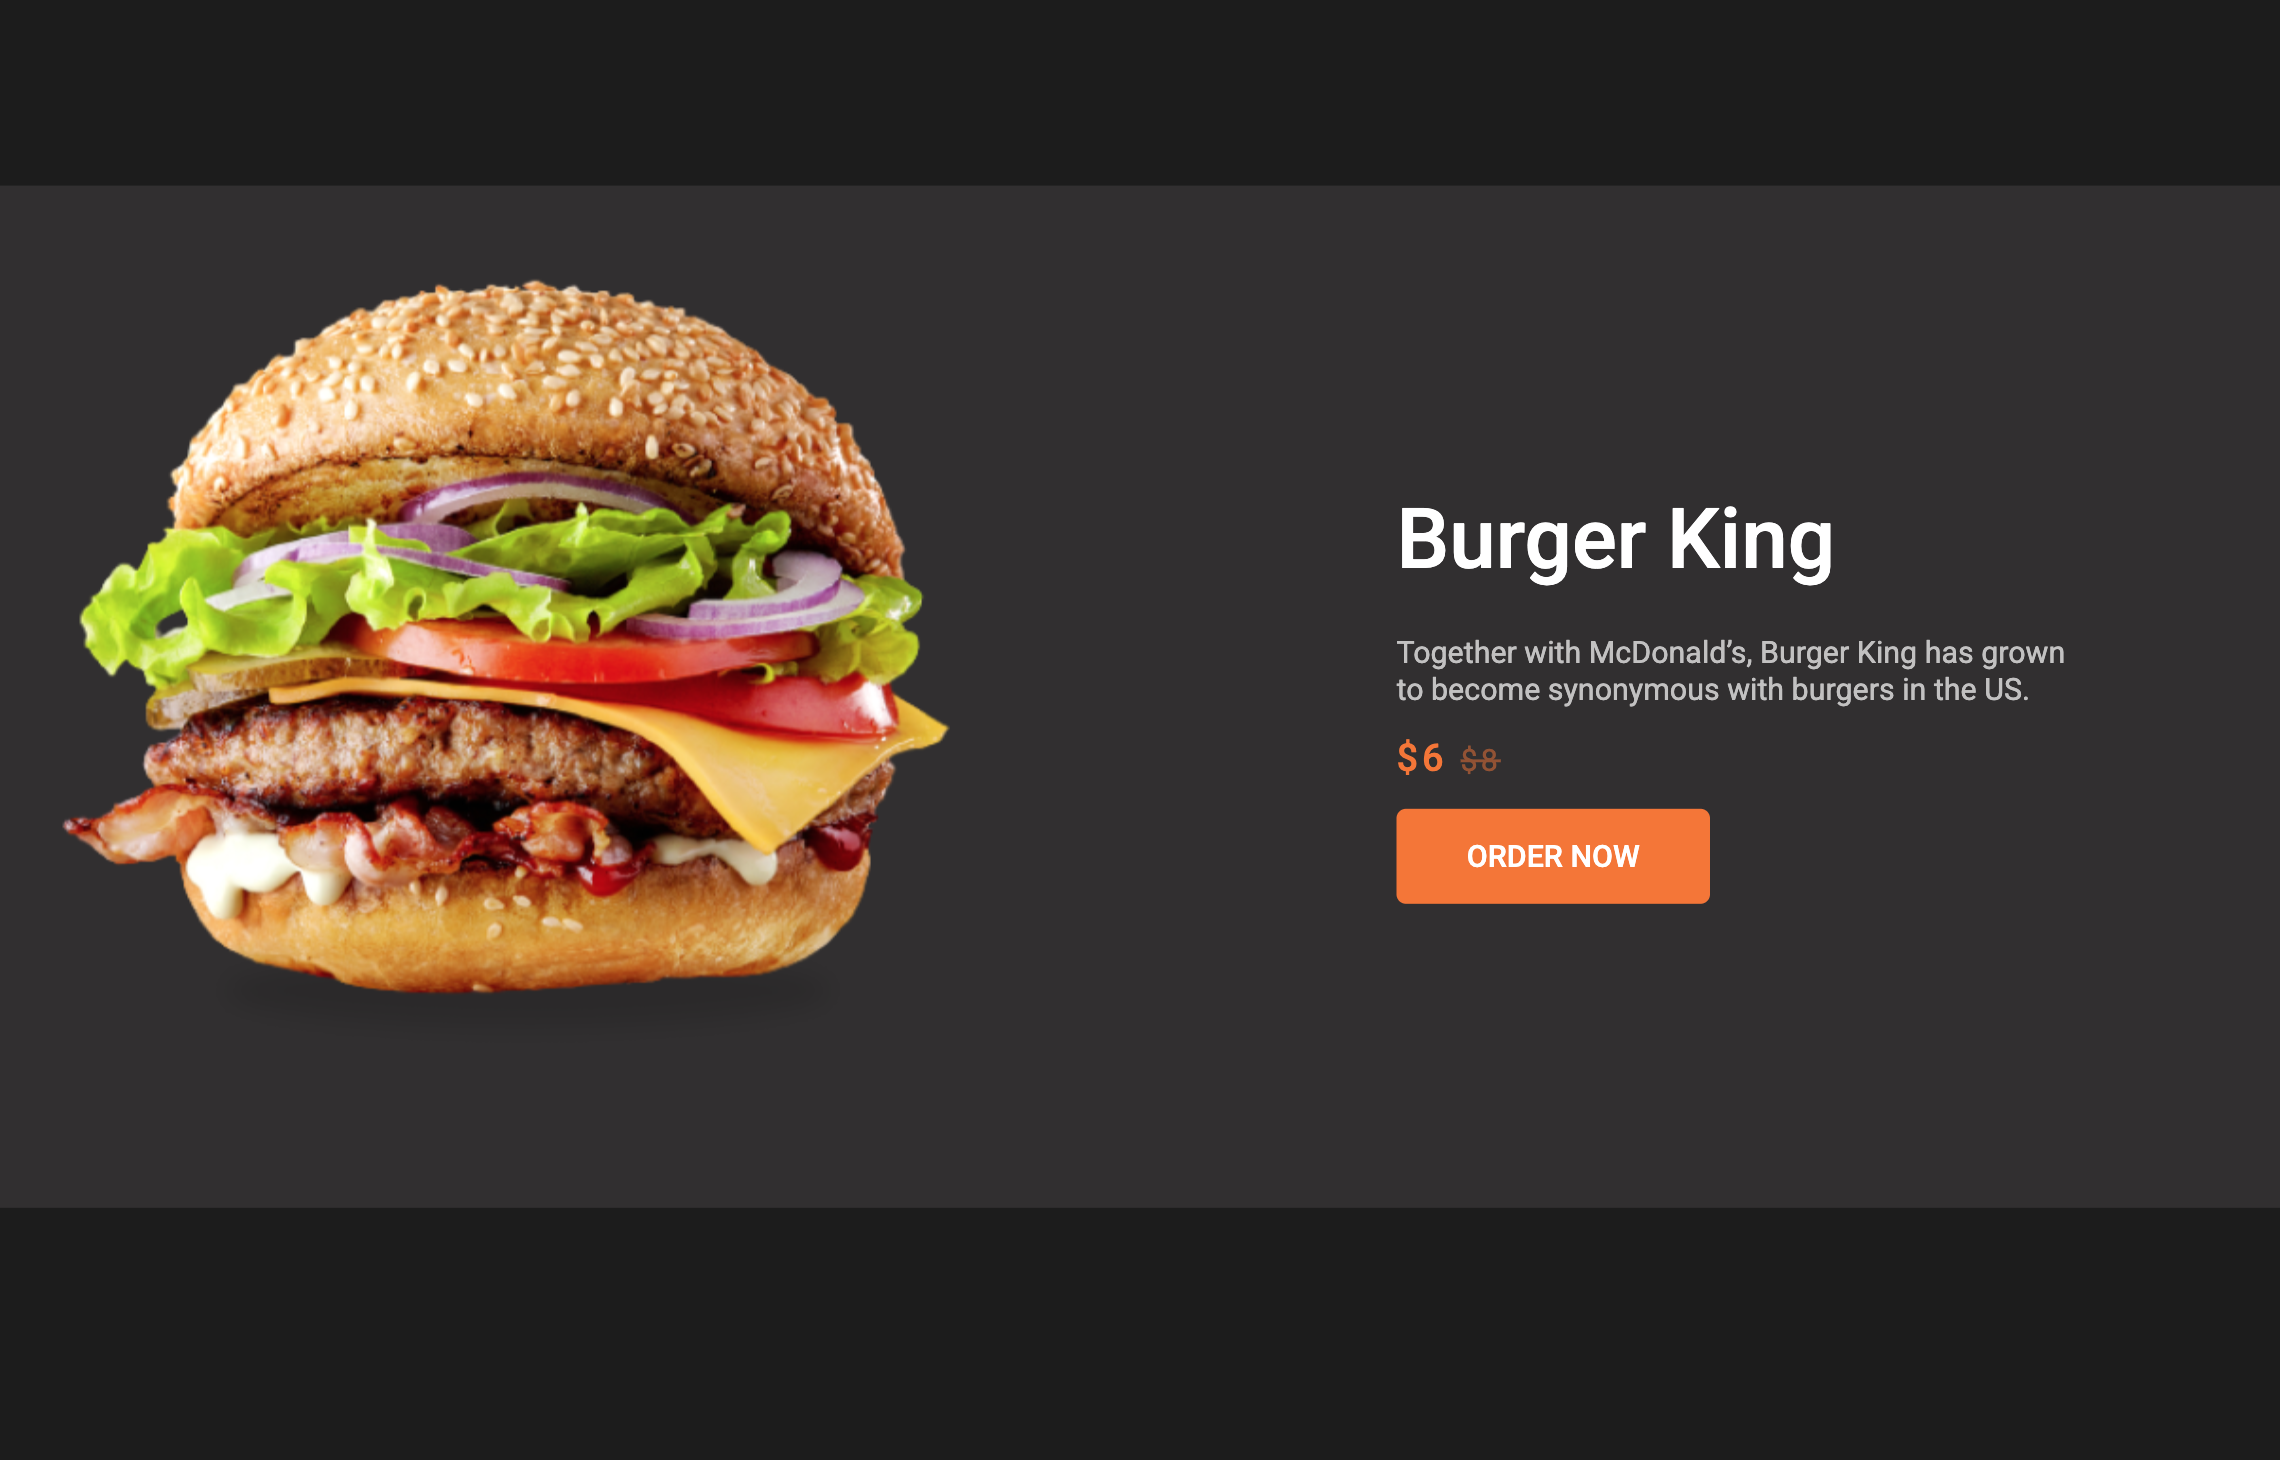 Burger King
Together with McDonald’s, Burger King has grown
to become synonymous with burgers in the US.
$6 $8
ORDER NOW